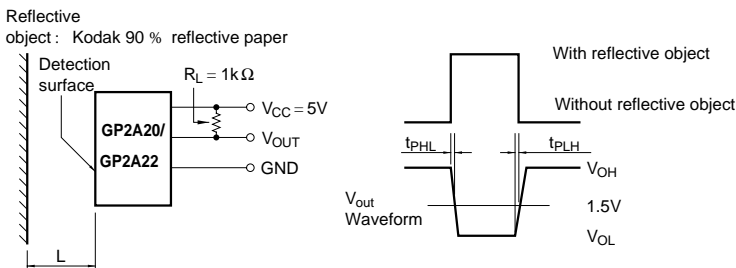 Reflective
object : Kodak 90 % reflective paper
Detection
surface
R_L = 1kΩ
V_CC = 5V
GP2A20/
GP2A22
V_OUT
GND
L
With reflective object
Without reflective object
t_PHL
t_PLH
V_OH
V_out
Waveform
1.5V
V_OL